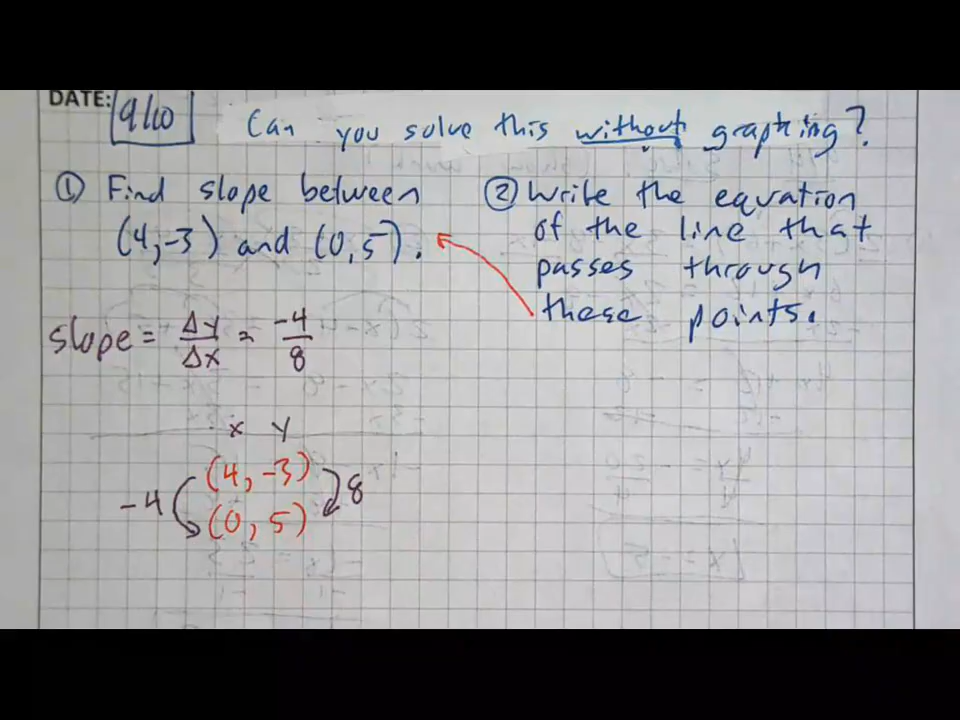 DATE: 9/10
Can you solve this without graphing?
① Find slope between
(4,-3) and (0,5).
② Write the equation
of the line that
passes through
these points.
slope = Δy/Δx = -4/8
x y
(4, -3)
-4 8
(0, 5)